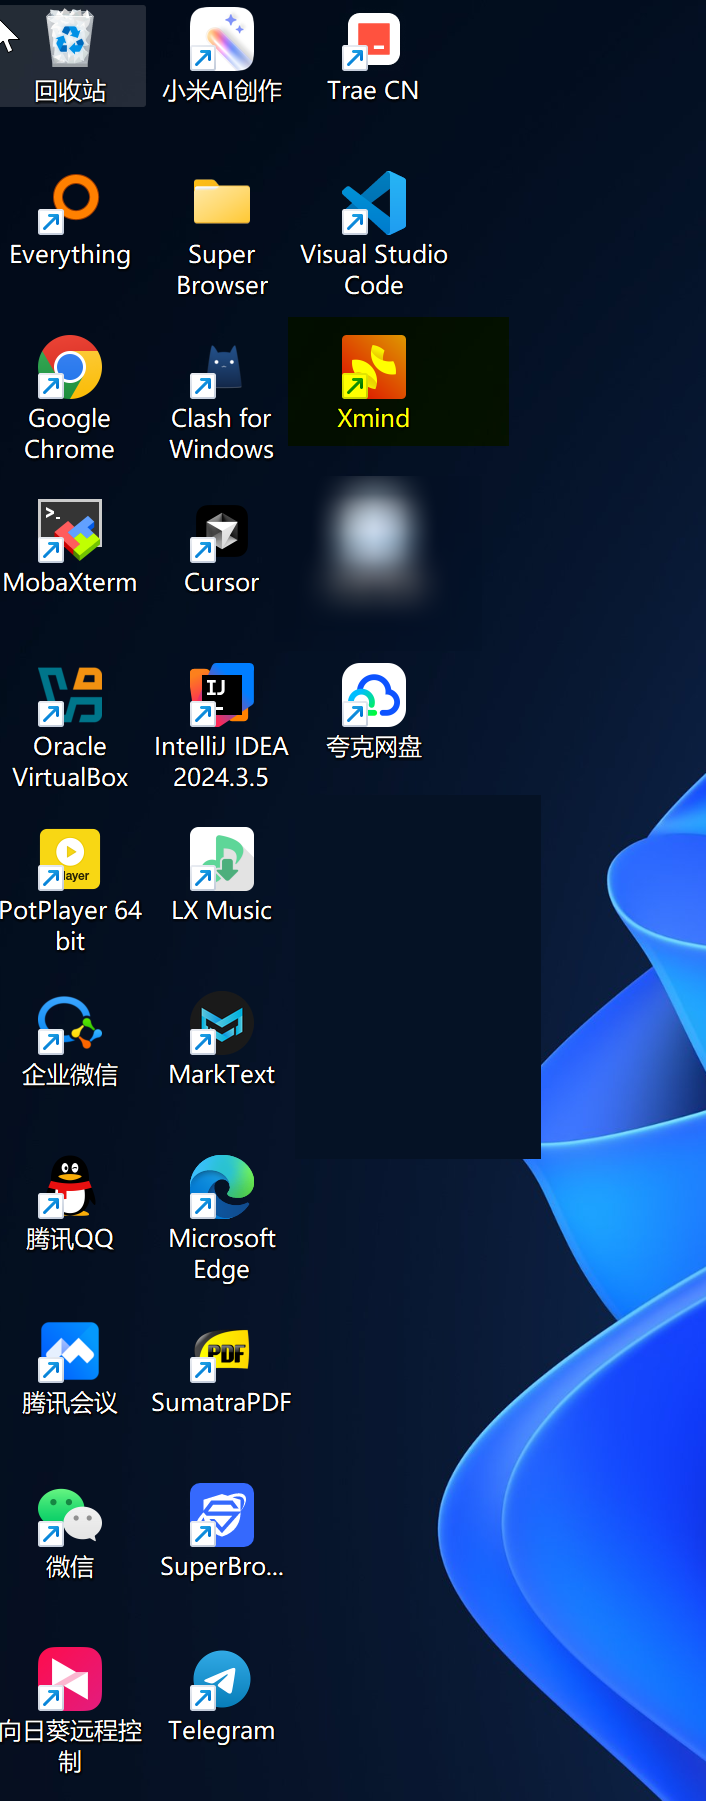 回收站
小米AI创作
Trae CN
Everything
Super
Browser
Visual Studio
Code
Google
Chrome
Clash for
Windows
Xmind
>_
MobaXterm
Cursor
Oracle
VirtualBox
IJ
IntelliJ IDEA
2024.3.5
夸克网盘
layer
PotPlayer 64
bit
LX Music
企业微信
MarkText
腾讯QQ
Microsoft
Edge
腾讯会议
PDF
SumatraPDF
微信
SuperBro...
向日葵远程控
制
Telegram